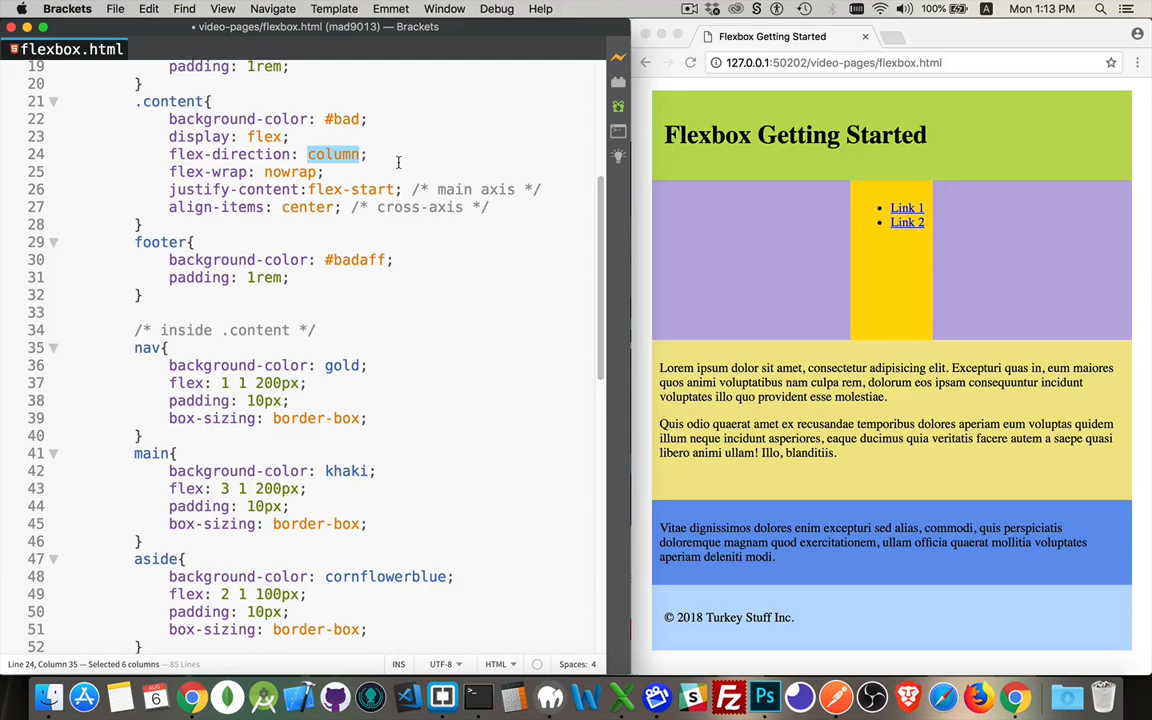 Brackets File Edit Find View Navigate Template Emmet Window Debug Help 100% A Mon 1:13 PM
• video-pages/flexbox.html (mad9013) — Brackets
flexbox.html
Flexbox Getting Started
127.0.0.1:50202/video-pages/flexbox.html
19 padding: 1rem;
20 }
21 .content{
22 background-color: #bad;
23 display: flex;
24 flex-direction: column;
25 flex-wrap: nowrap;
26 justify-content:flex-start; /* main axis */
27 align-items: center; /* cross-axis */
28 }
29 footer{
30 background-color: #badaff;
31 padding: 1rem;
32 }
33
34 /* inside .content */
35 nav{
36 background-color: gold;
37 flex: 1 1 200px;
38 padding: 10px;
39 box-sizing: border-box;
40 }
41 main{
42 background-color: khaki;
43 flex: 3 1 200px;
44 padding: 10px;
45 box-sizing: border-box;
46 }
47 aside{
48 background-color: cornflowerblue;
49 flex: 2 1 100px;
50 padding: 10px;
51 box-sizing: border-box;
52 }
Line 24, Column 35 — Selected 6 columns — 85 Lines INS UTF-8 HTML Spaces: 4
Flexbox Getting Started
• Link 1
• Link 2
Lorem ipsum dolor sit amet, consectetur adipisicing elit. Excepturi quas in, eum maiores
quos animi voluptatibus nam culpa rem, dolorum eos ipsam consequuntur incidunt
voluptates illo quo provident esse molestiae.
Quis odio quaerat amet ex recusandae temporibus dolores aperiam eum voluptas quidem
illum neque incidunt asperiores, eaque ducimus quia veritatis facere autem a saepe quasi
libero animi ullam! Illo, blanditiis.
Vitae dignissimos dolores enim excepturi sed alias, commodi, quis perspiciatis
doloremque magnam quod exercitationem, ullam officia quaerat mollitia voluptates
aperiam deleniti modi.
© 2018 Turkey Stuff Inc.
AUG
6